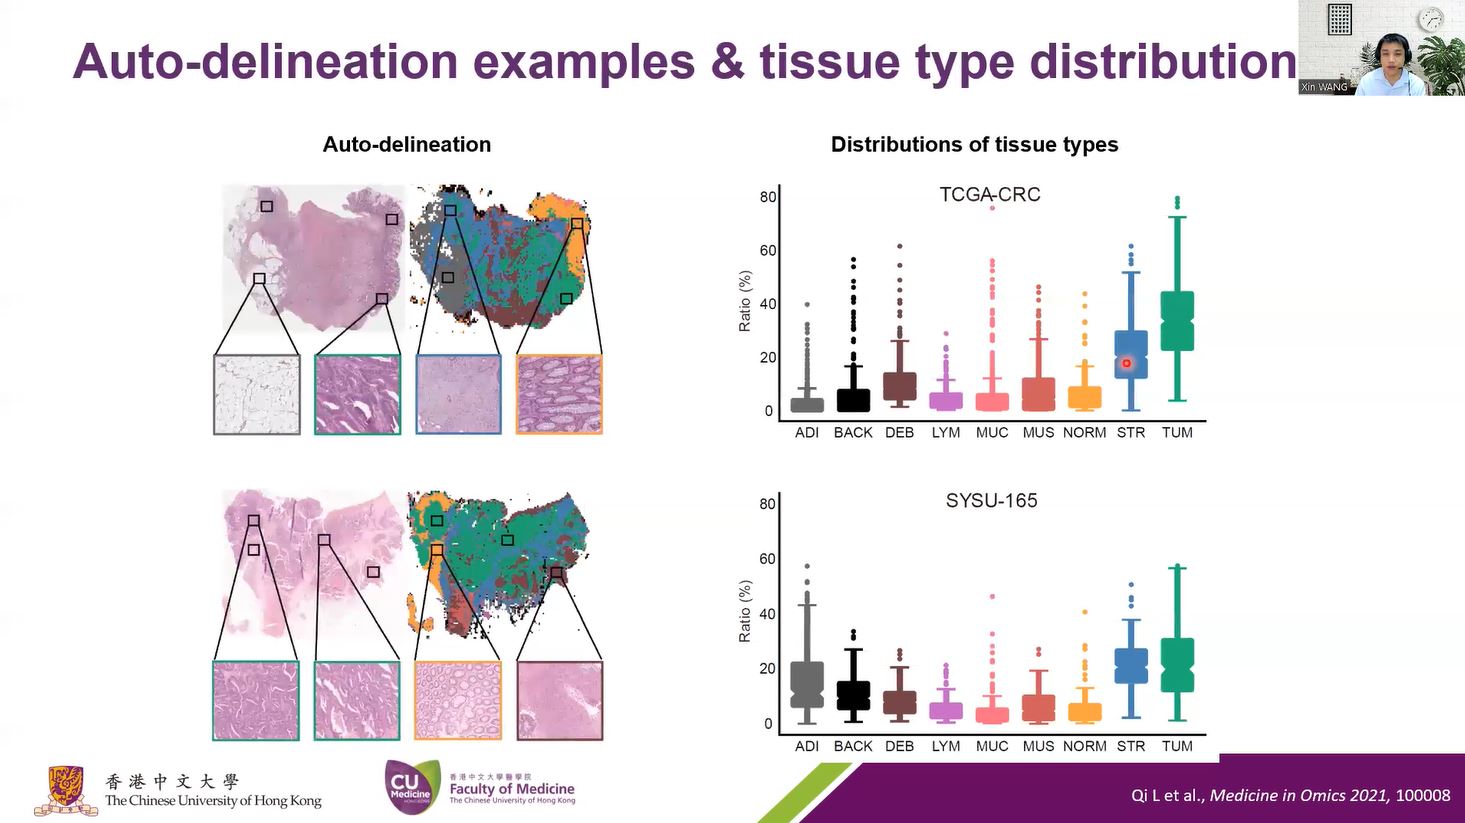 Auto-delineation examples & tissue type distribution
Xin WANG
Auto-delineation
Distributions of tissue types
TCGA-CRC
80
60
40
20
0
Ratio (%)
ADI BACK DEB LYM MUC MUS NORM STR TUM
SYSU-165
80
60
40
20
0
Ratio (%)
ADI BACK DEB LYM MUC MUS NORM STR TUM
香港中文大學
The Chinese University of Hong Kong
CU
Medicine
HONG KONG
香港中文大學醫學院
Faculty of Medicine
The Chinese University of Hong Kong
Qi L et al., Medicine in Omics 2021, 100008